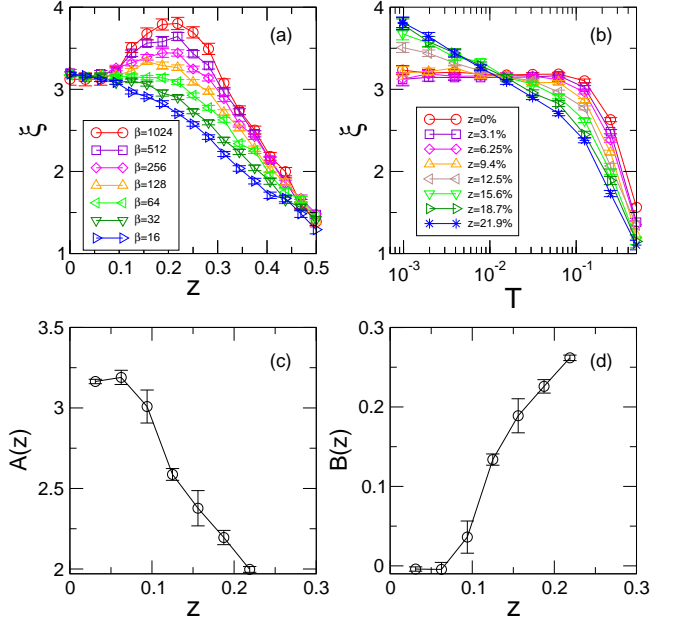 4
3
2
1
0
0.1
0.2
0.3
0.4
0.5
ξ
z
(a)
β=1024
β=512
β=256
β=128
β=64
β=32
β=16
4
3
2
1
10⁻³
10⁻²
10⁻¹
ξ
T
(b)
z=0%
z=3.1%
z=6.25%
z=9.4%
z=12.5%
z=15.6%
z=18.7%
z=21.9%
3.5
3
2.5
2
0
0.1
0.2
0.3
A(z)
z
(c)
0.3
0.2
0.1
0
0
0.1
0.2
0.3
B(z)
z
(d)